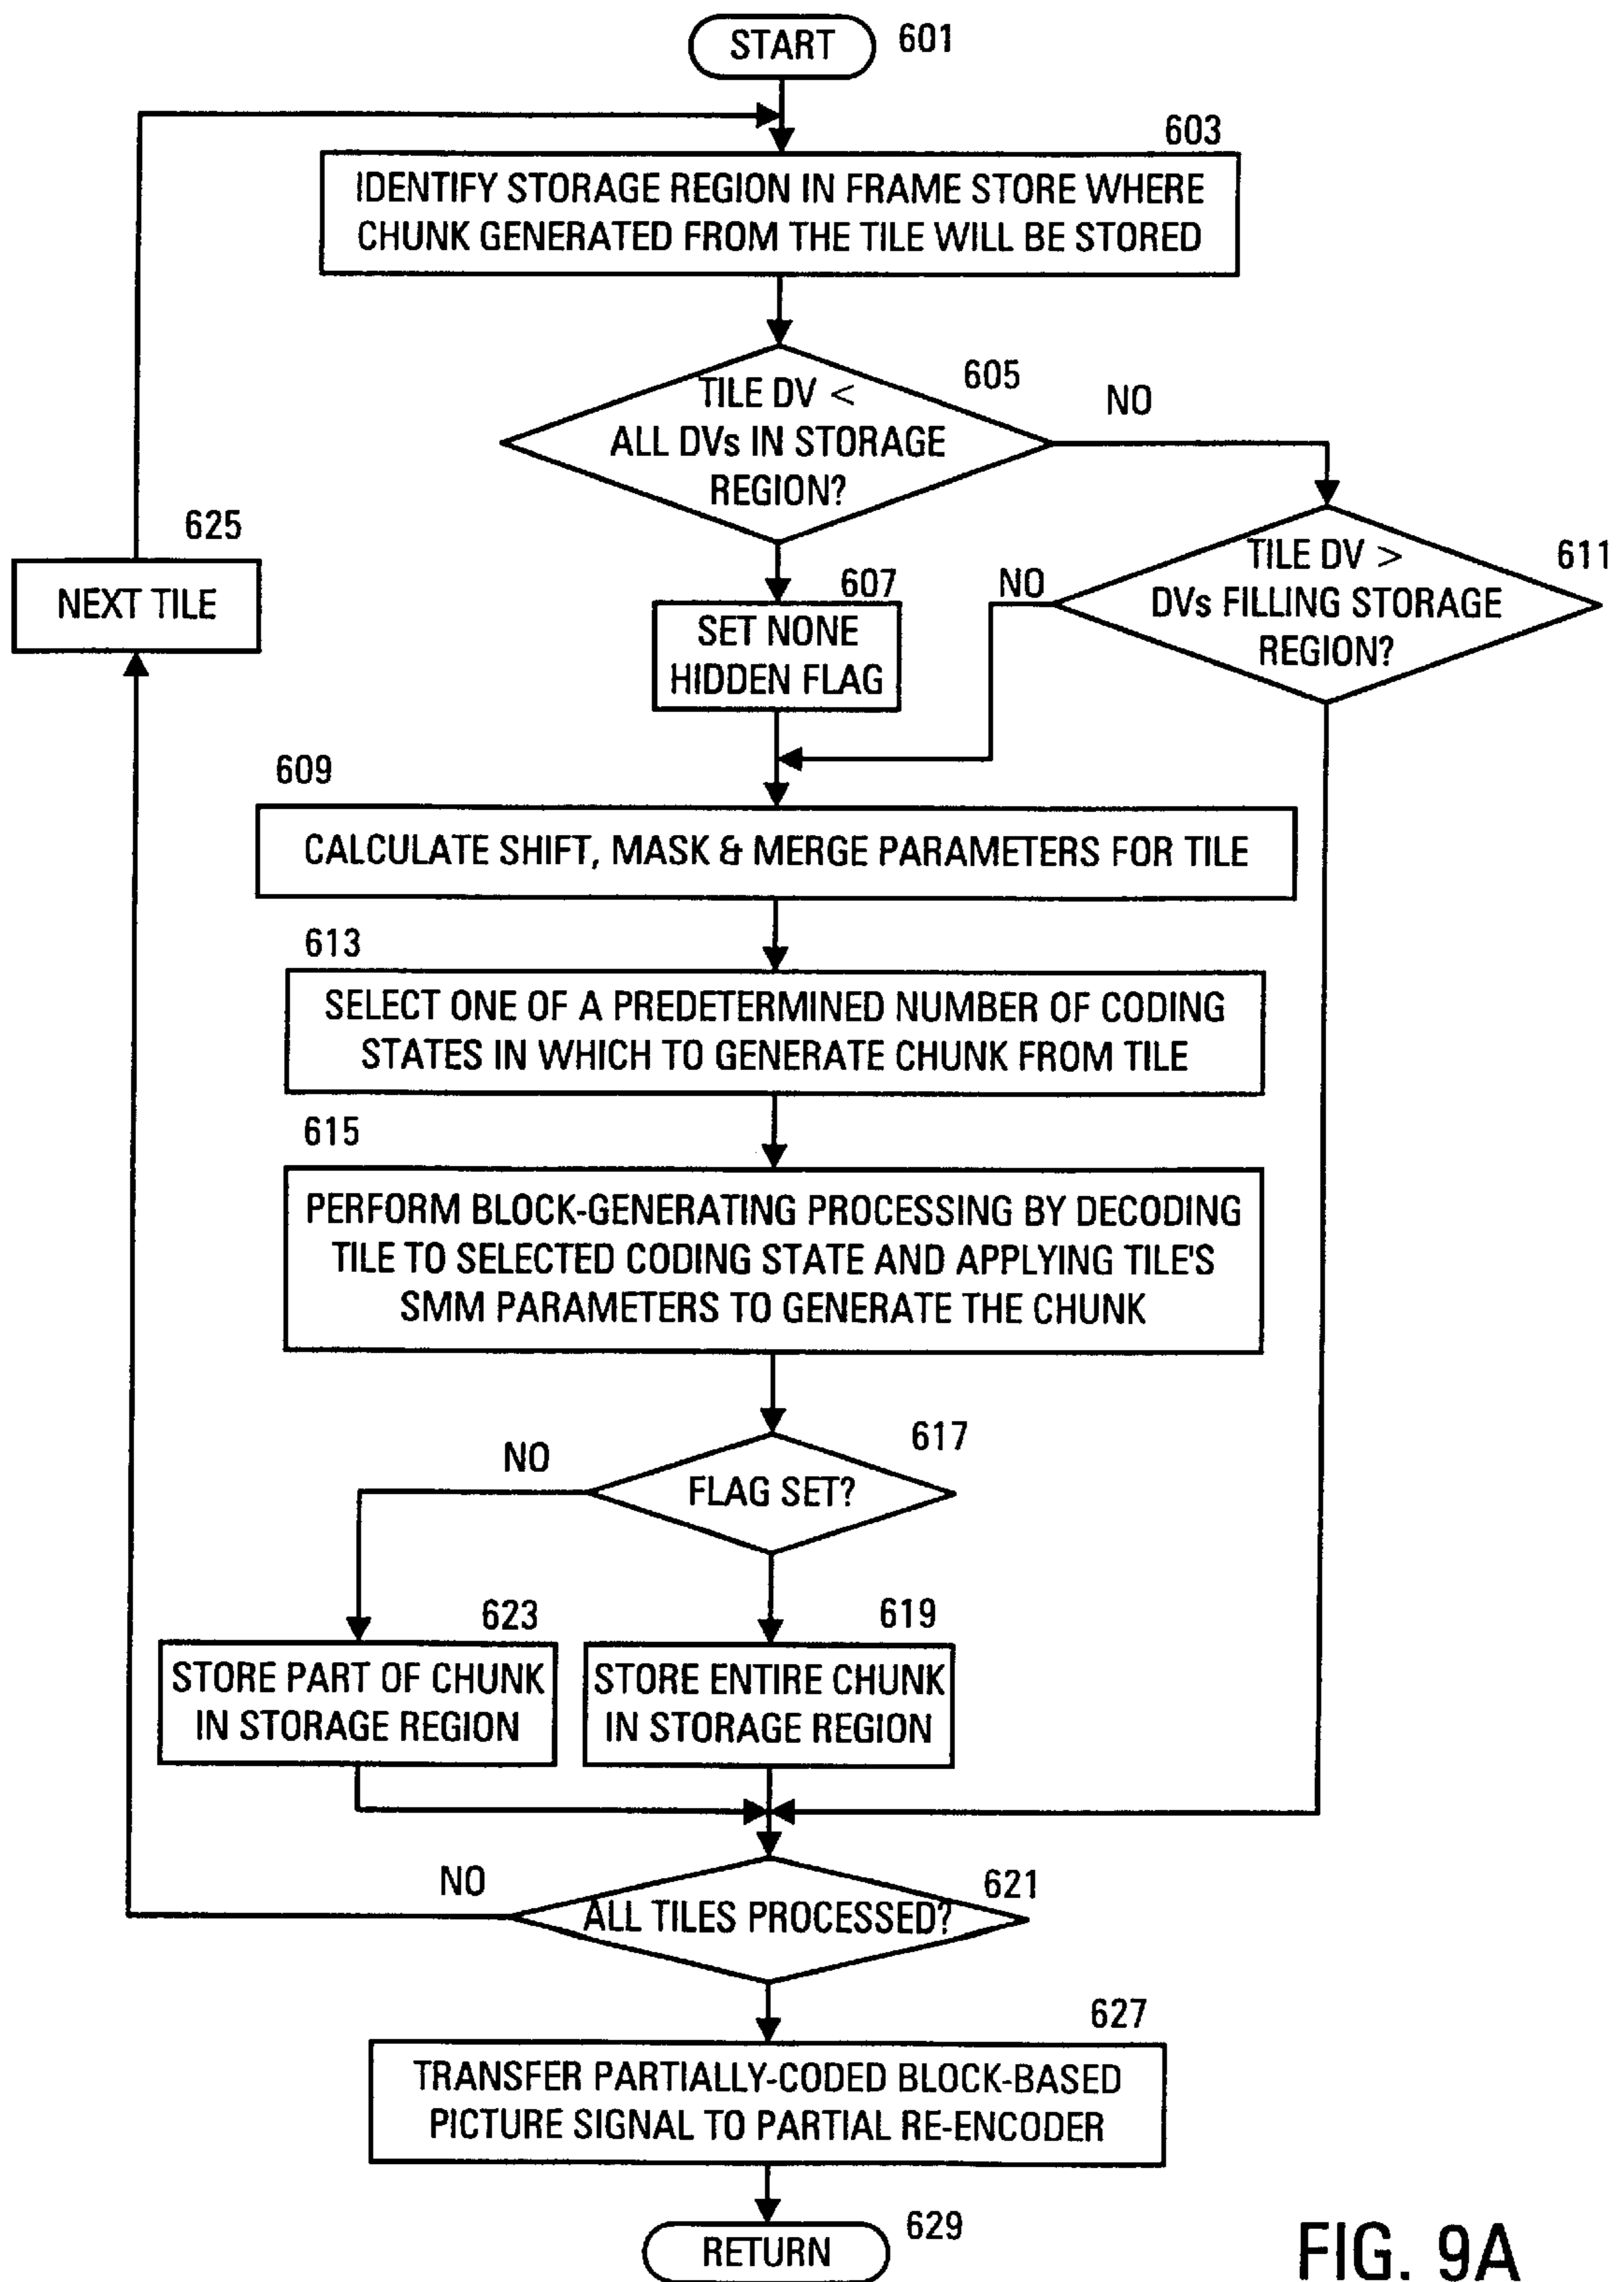 START
601
603
IDENTIFY STORAGE REGION IN FRAME STORE WHERE
CHUNK GENERATED FROM THE TILE WILL BE STORED
605
TILE DV <
ALL DVs IN STORAGE
REGION?
NO
611
TILE DV >
DVs FILLING STORAGE
REGION?
NO
625
NEXT TILE
607
SET NONE
HIDDEN FLAG
609
CALCULATE SHIFT, MASK & MERGE PARAMETERS FOR TILE
613
SELECT ONE OF A PREDETERMINED NUMBER OF CODING
STATES IN WHICH TO GENERATE CHUNK FROM TILE
615
PERFORM BLOCK-GENERATING PROCESSING BY DECODING
TILE TO SELECTED CODING STATE AND APPLYING TILE'S
SMM PARAMETERS TO GENERATE THE CHUNK
617
NO
FLAG SET?
623
STORE PART OF CHUNK
IN STORAGE REGION
619
STORE ENTIRE CHUNK
IN STORAGE REGION
NO
621
ALL TILES PROCESSED?
627
TRANSFER PARTIALLY-CODED BLOCK-BASED
PICTURE SIGNAL TO PARTIAL RE-ENCODER
RETURN
629
FIG. 9A